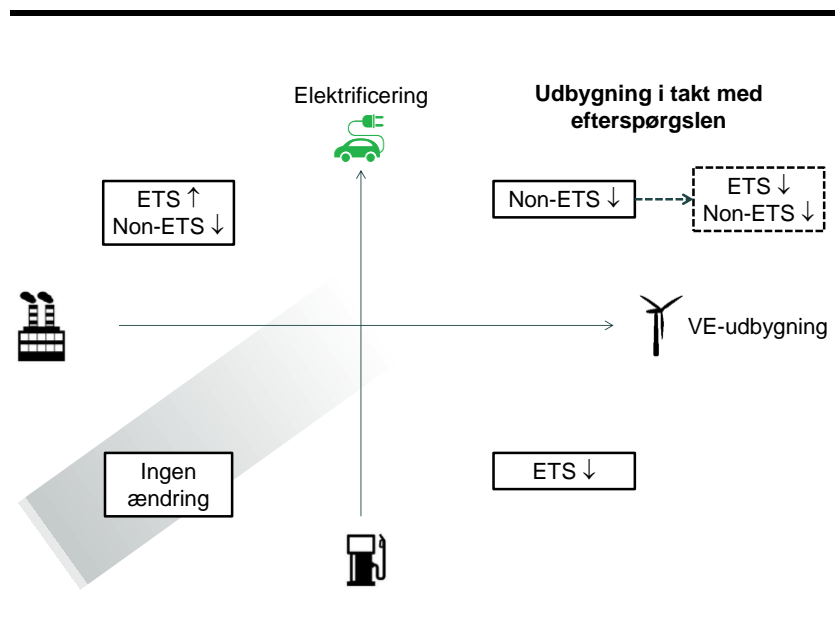 Elektrificering
Udbygning i takt med
efterspørgslen
ETS ↑
Non-ETS ↓
Non-ETS ↓
ETS ↓
Non-ETS ↓
VE-udbygning
Ingen
ændring
ETS ↓